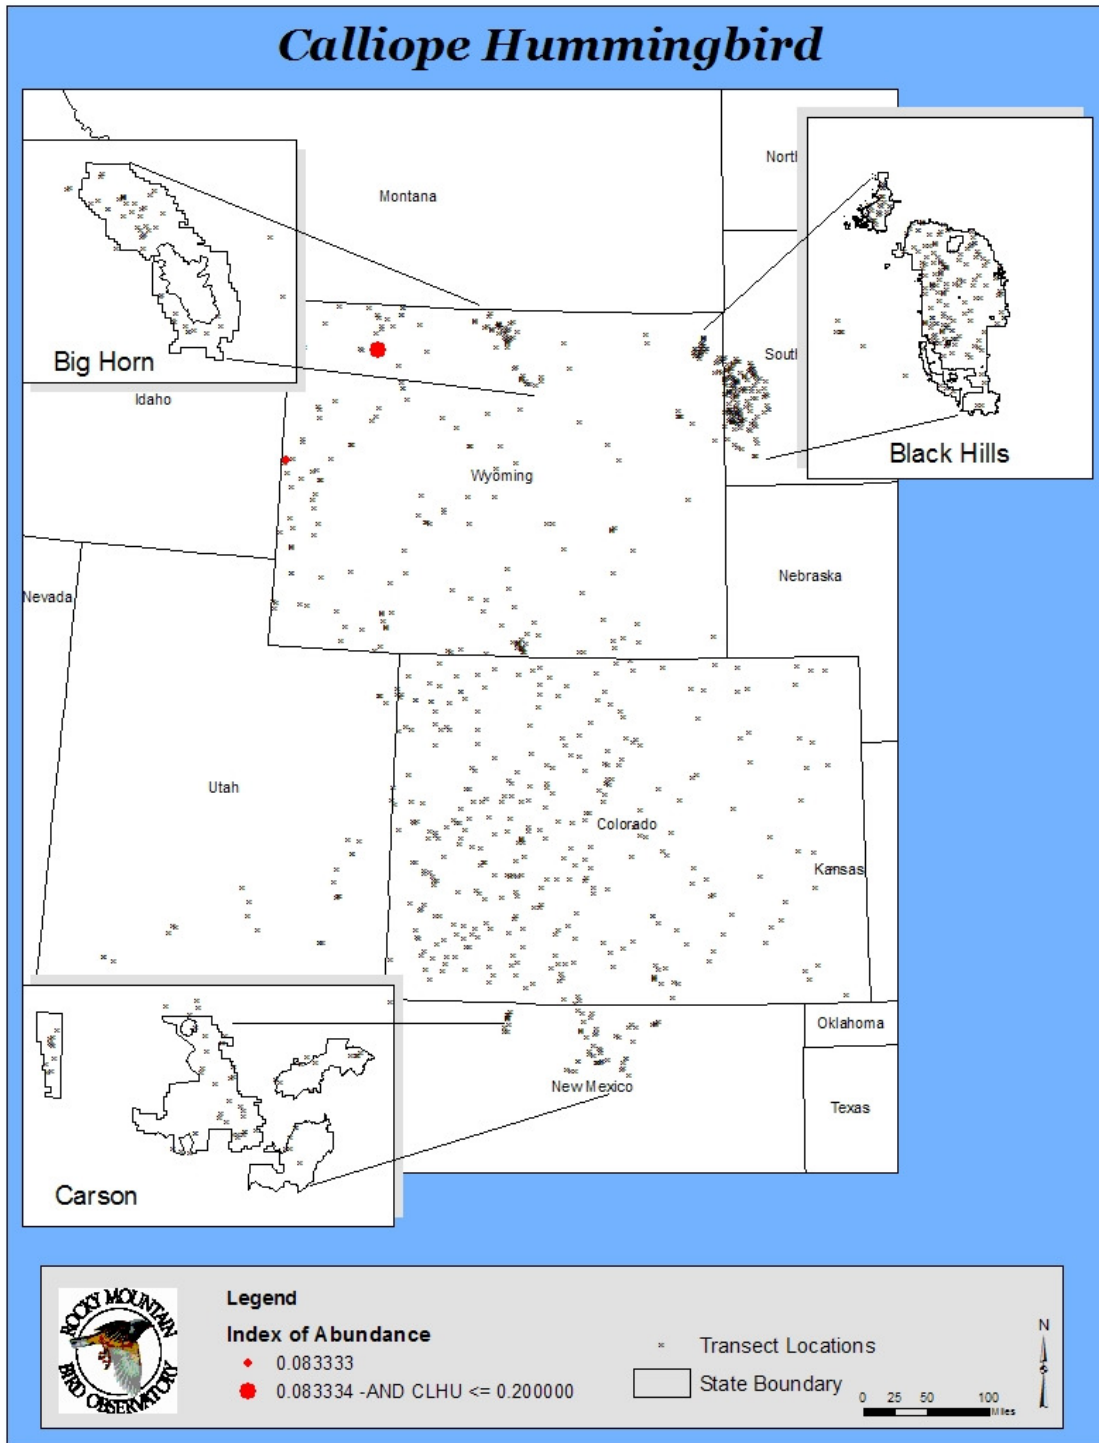 Calliope Hummingbird
Montana
North
Big Horn
Idaho
South
Black Hills
Wyoming
Nebraska
Nevada
Utah
Colorado
Kansas
Carson
New Mexico
Oklahoma
Texas
ROCKY MOUNTAIN
BIRD OBSERVATORY
Legend
Index of Abundance
0.083333
0.083334 -AND CLHU <= 0.200000
Transect Locations
State Boundary
N
0 25 50 100
Miles